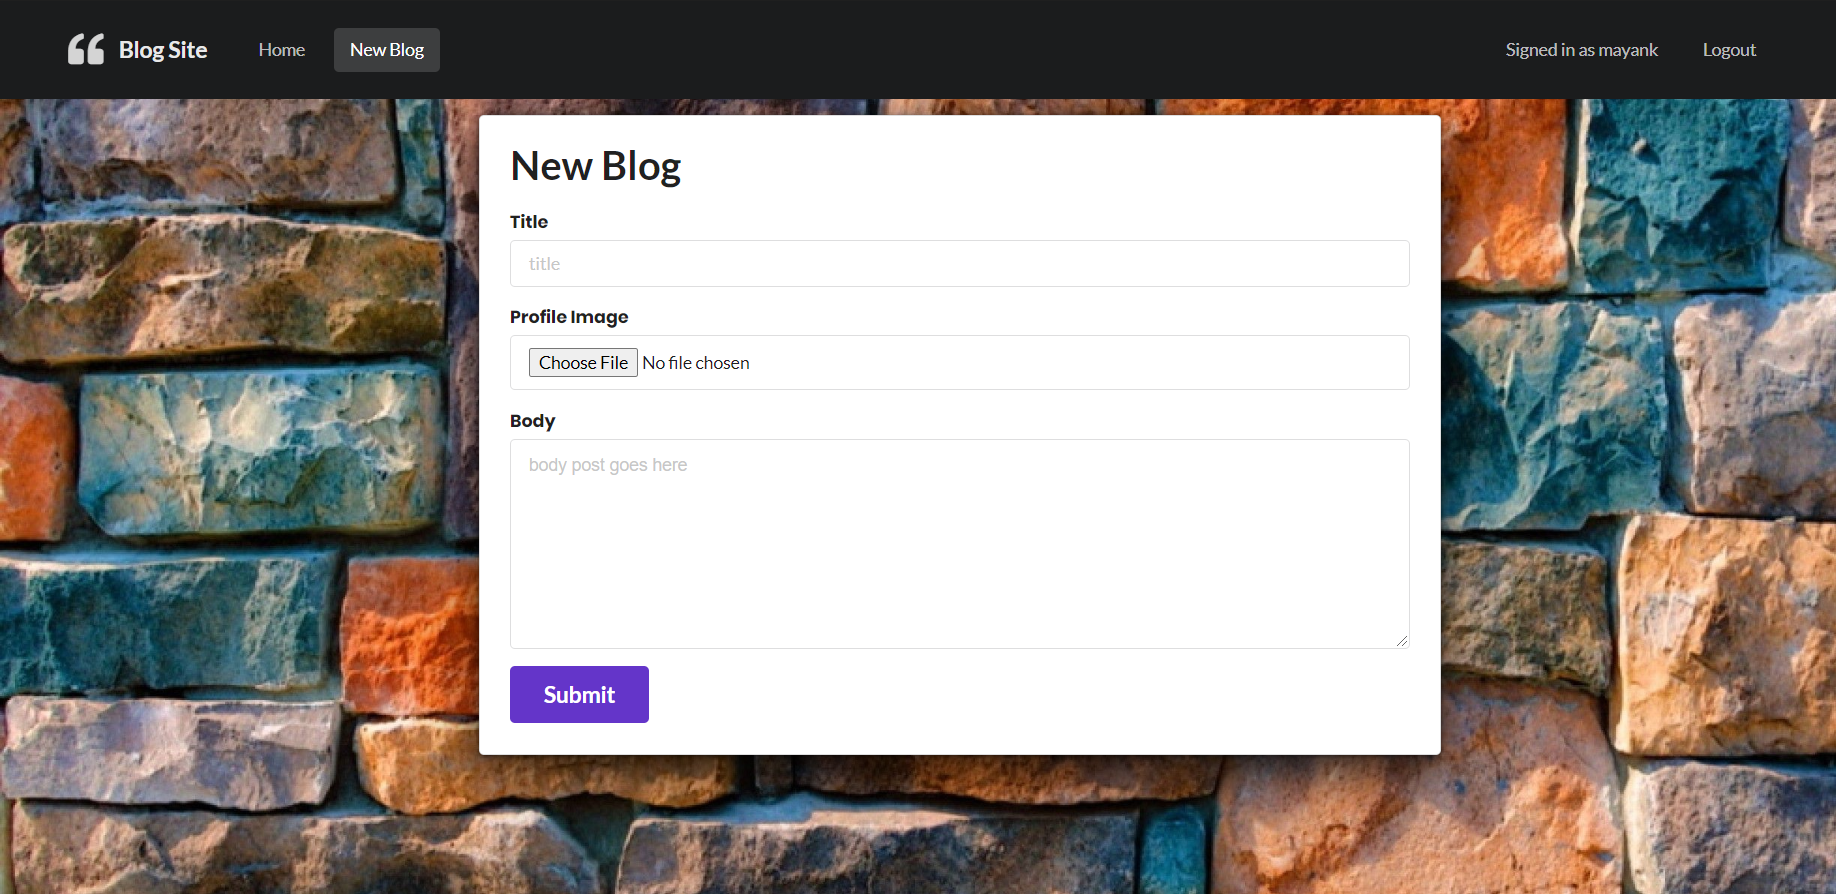 Blog Site Home New Blog Signed in as mayank Logout
New Blog
Title
title
Profile Image
Choose File No file chosen
Body
body post goes here
Submit